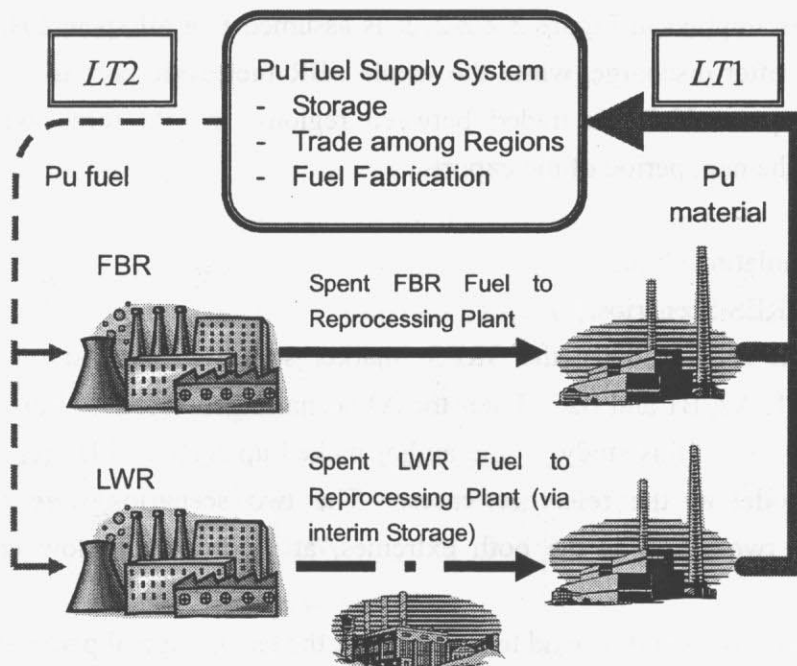 LT2
Pu Fuel Supply System
- Storage
- Trade among Regions
- Fuel Fabrication
LT1
Pu fuel
Pu
material
FBR
Spent FBR Fuel to
Reprocessing Plant
LWR
Spent LWR Fuel to
Reprocessing Plant (via
interim Storage)